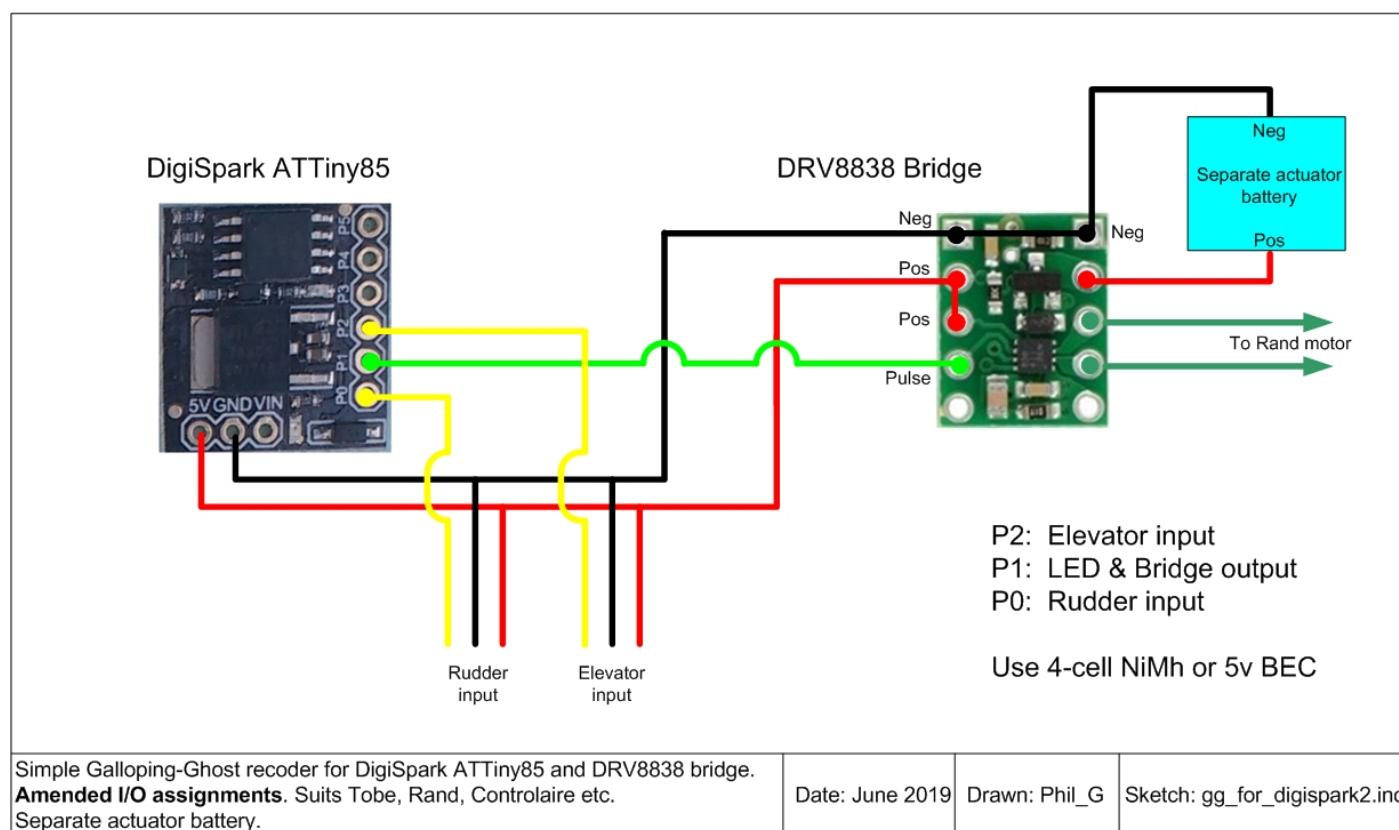 DigiSpark ATTiny85
DRV8838 Bridge
Neg
Separate actuator
battery
Pos
P5
P4
P3
P2
P1
P0
5V GND VIN
Neg
Neg
Pos
Pos
Pulse
To Rand motor
P2: Elevator input
P1: LED & Bridge output
P0: Rudder input
Use 4-cell NiMh or 5v BEC
Rudder
input
Elevator
input
Simple Galloping-Ghost recoder for DigiSpark ATTiny85 and DRV8838 bridge.
Amended I/O assignments. Suits Tobe, Rand, Controlaire etc.
Separate actuator battery.
Date: June 2019
Drawn: Phil_G
Sketch: gg_for_digispark2.ino